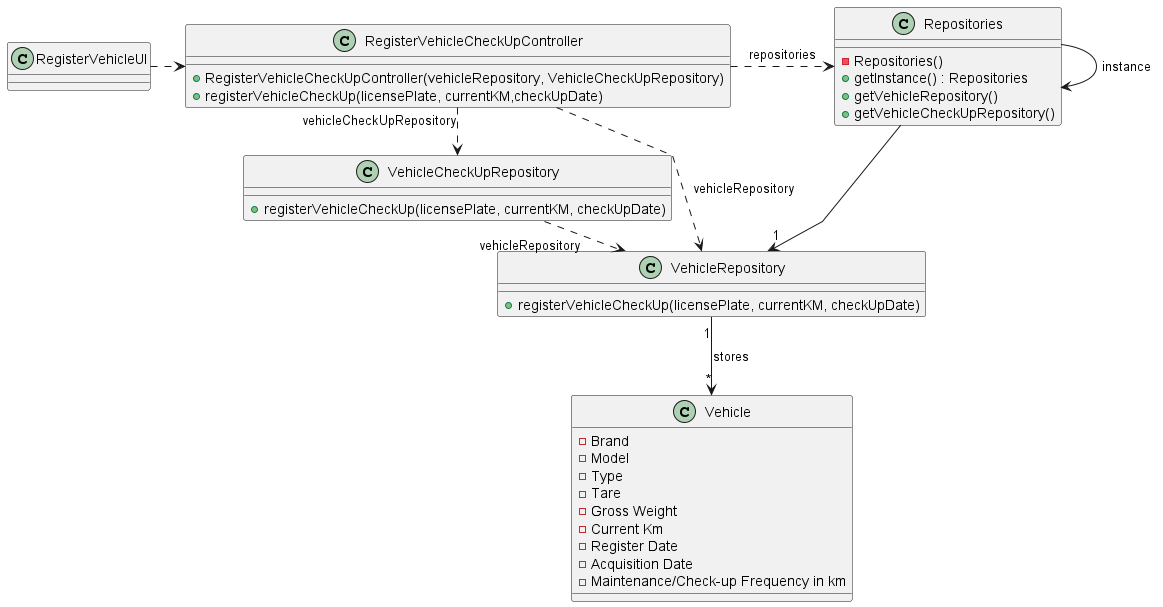 C RegisterVehicleUI
C RegisterVehicleCheckUpController
RegisterVehicleCheckUpController(vehicleRepository, VehicleCheckUpRepository)
registerVehicleCheckUp(licensePlate, currentKM,checkUpDate)
repositories
C Repositories
Repositories()
getInstance() : Repositories
getVehicleRepository()
getVehicleCheckUpRepository()
instance
vehicleCheckUpRepository
C VehicleCheckUpRepository
registerVehicleCheckUp(licensePlate, currentKM, checkUpDate)
vehicleRepository
1
vehicleRepository
C VehicleRepository
registerVehicleCheckUp(licensePlate, currentKM, checkUpDate)
1
stores
*
C Vehicle
Brand
Model
Type
Tare
Gross Weight
Current Km
Register Date
Acquisition Date
Maintenance/Check-up Frequency in km